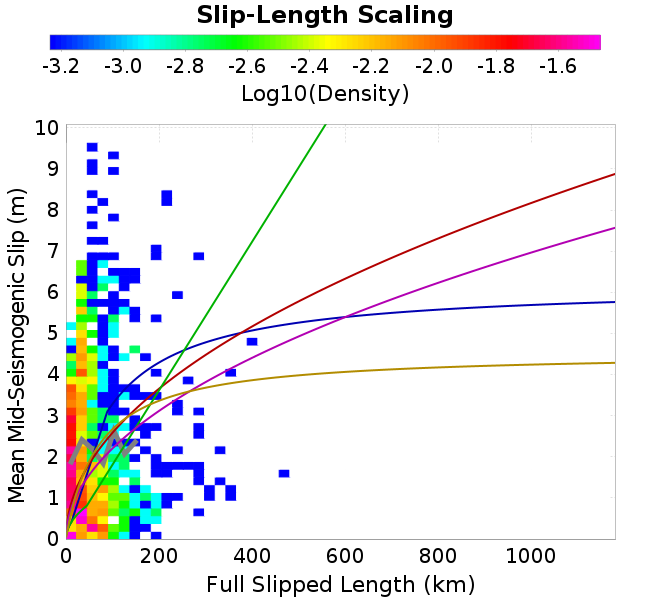 Slip-Length Scaling
-3.2 -3.0 -2.8 -2.6 -2.4 -2.2 -2.0 -1.8 -1.6
Log10(Density)
10
9
8
7
6
5
4
3
2
1
0
Mean Mid-Seismogenic Slip (m)
0 200 400 600 800 1000
Full Slipped Length (km)